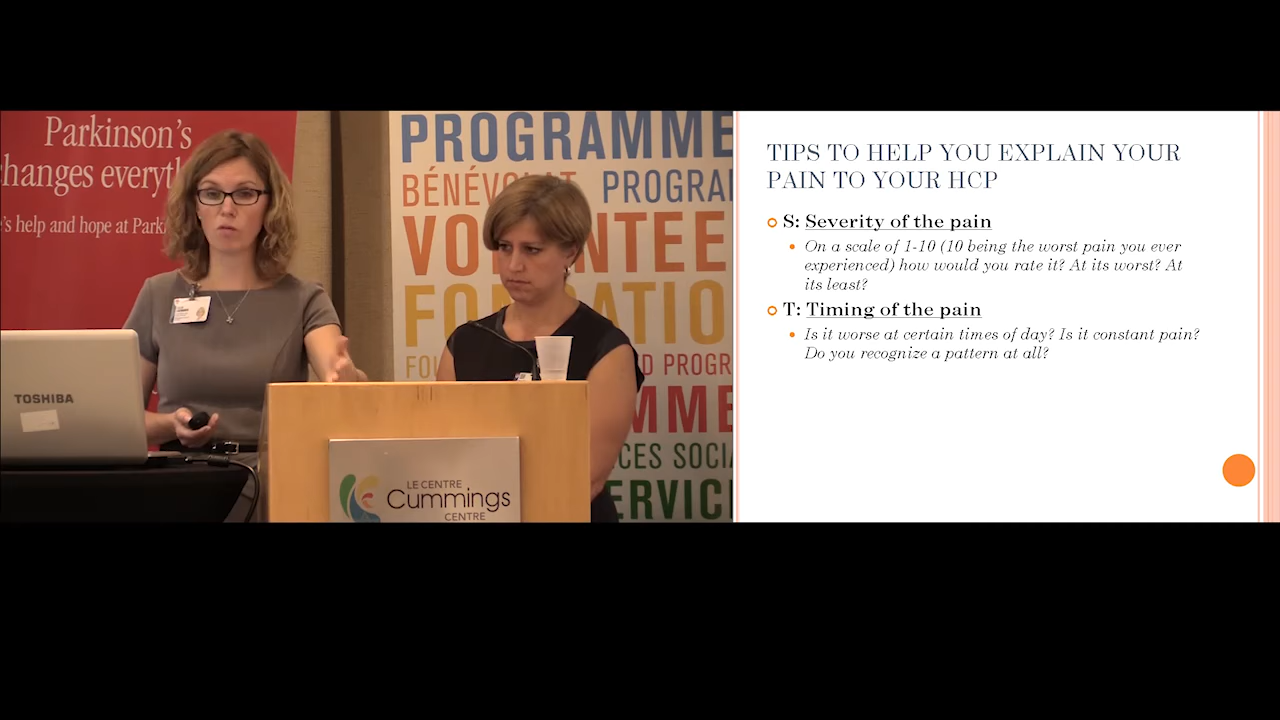 Parkinson's
changes everyth
's help and hope at Park
PROGRAMME
BÉNÉVOLAT PROGRA
VOLUNTEE
FONDATIO
FOU
D PROGR
MME
CES SOCIA
ERVIC
TOSHIBA
LE CENTRE
Cummings
CENTRE
TIPS TO HELP YOU EXPLAIN YOUR
PAIN TO YOUR HCP
S: Severity of the pain
On a scale of 1-10 (10 being the worst pain you ever
experienced) how would you rate it? At its worst? At
its least?
T: Timing of the pain
Is it worse at certain times of day? Is it constant pain?
Do you recognize a pattern at all?